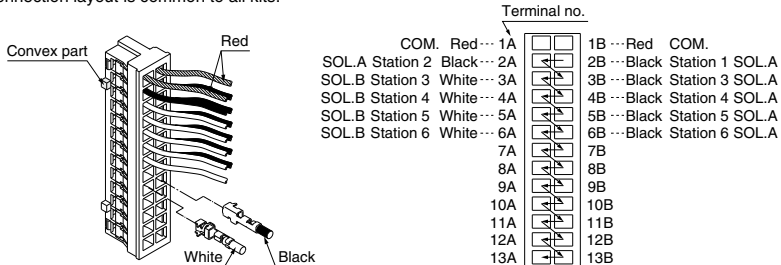 onnection layout is common to all kits.
Terminal no.
Convex part
Red
White
Black
COM. Red 1A 1B Red COM.
SOL.A Station 2 Black 2A 2B Black Station 1 SOL.A
SOL.B Station 3 White 3A 3B Black Station 3 SOL.A
SOL.B Station 4 White 4A 4B Black Station 4 SOL.A
SOL.B Station 5 White 5A 5B Black Station 5 SOL.A
SOL.B Station 6 White 6A 6B Black Station 6 SOL.A
7A 7B
8A 8B
9A 9B
10A 10B
11A 11B
12A 12B
13A 13B